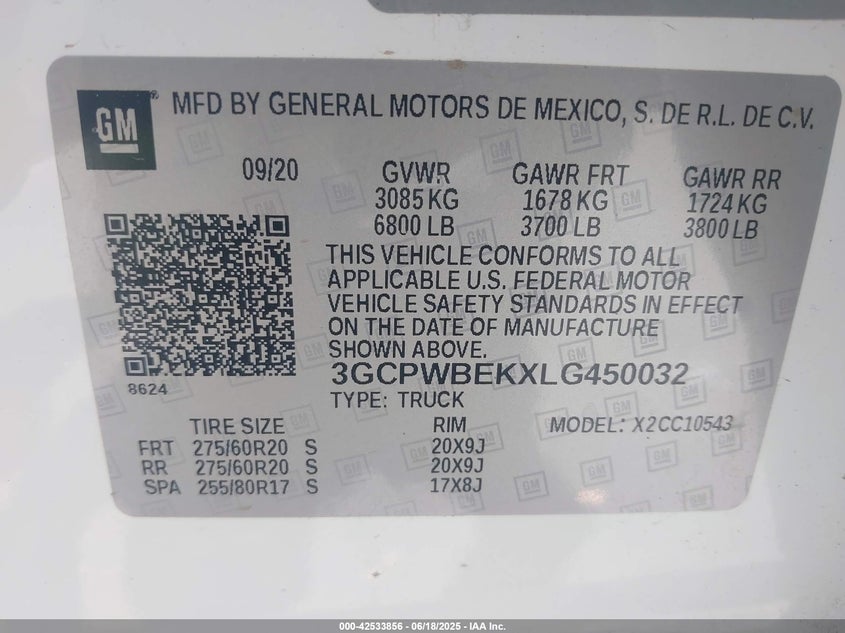 GM ® MFD BY GENERAL MOTORS DE MEXICO, S. DE R.L. DE C.V.
09/20 GVWR GAWR FRT GAWR RR
3085 KG 1678 KG 1724 KG
6800 LB 3700 LB 3800 LB
THIS VEHICLE CONFORMS TO ALL
APPLICABLE U.S. FEDERAL MOTOR
VEHICLE SAFETY STANDARDS IN EFFECT
ON THE DATE OF MANUFACTURE
SHOWN ABOVE.
8624 3GCPWBEKXLG450032
TYPE: TRUCK
TIRE SIZE RIM MODEL: X2CC10543
FRT 275/60R20 S 20X9J
RR 275/60R20 S 20X9J
SPA 255/80R17 S 17X8J
000-42533856 - 06/18/2025 - IAA Inc.